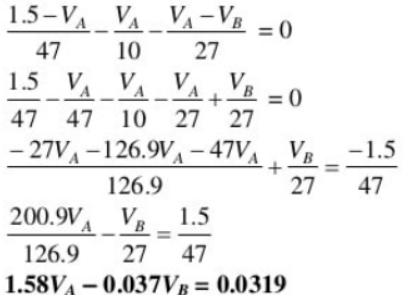 (1.5 – V_A)/47 – V_A/10 – (V_A – V_B)/27 = 0
1.5/47 – V_A/47 – V_A/10 – V_A/27 + V_B/27 = 0
(– 27V_A – 126.9V_A – 47V_A)/126.9 + V_B/27 = –1.5/47
200.9V_A/126.9 – V_B/27 = 1.5/47
1.58V_A – 0.037V_B = 0.0319